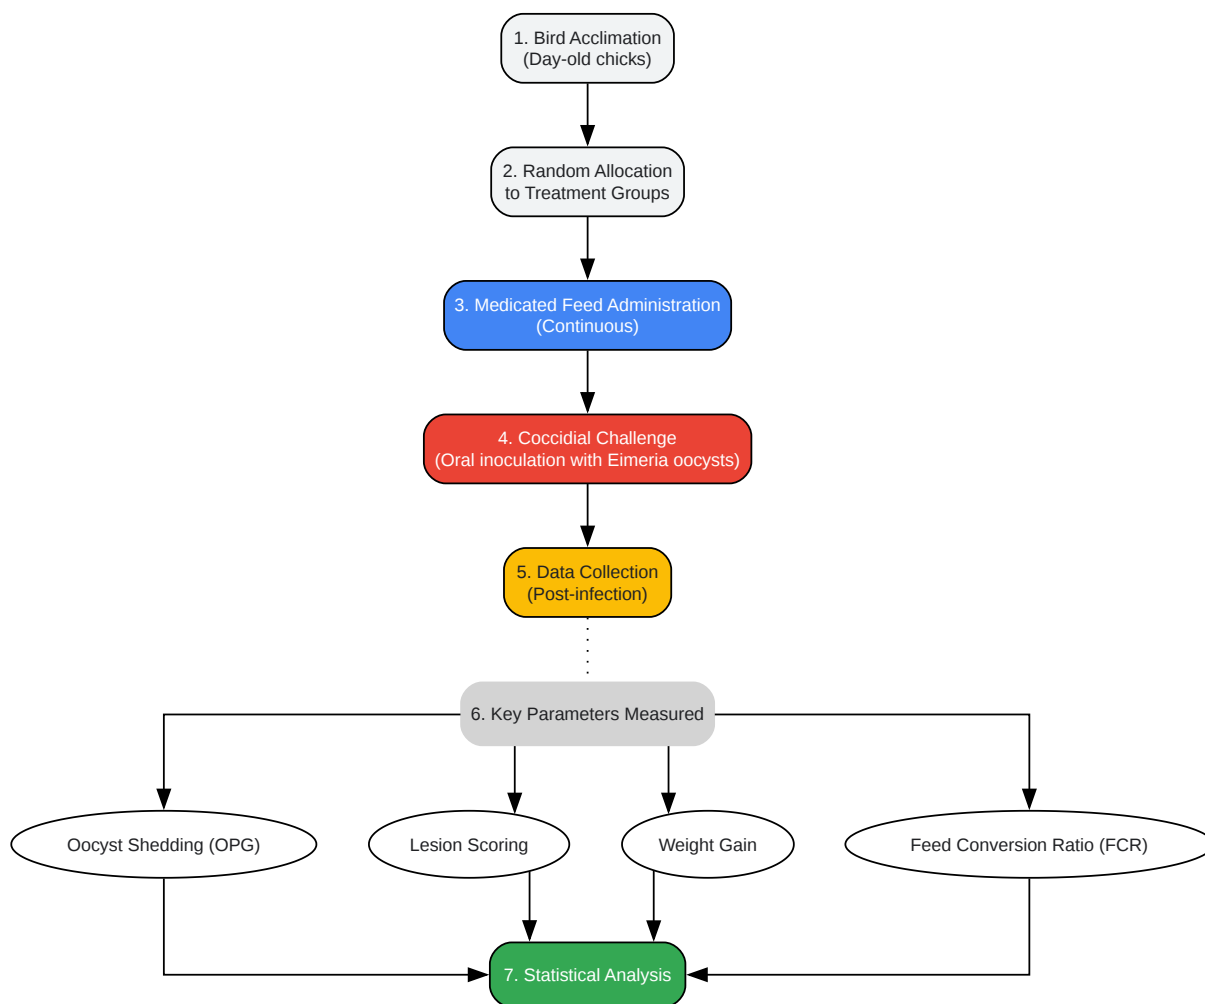 1. Bird Acclimation
(Day-old chicks)
2. Random Allocation
to Treatment Groups
3. Medicated Feed Administration
(Continuous)
4. Coccidial Challenge
(Oral inoculation with Eimeria oocysts)
5. Data Collection
(Post-infection)
6. Key Parameters Measured
Oocyst Shedding (OPG)
Lesion Scoring
Weight Gain
Feed Conversion Ratio (FCR)
7. Statistical Analysis